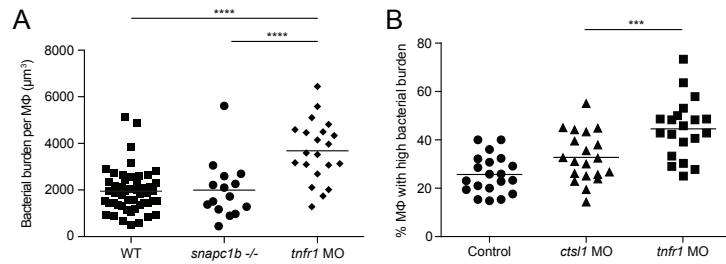 A
****
****
Bacterial burden per MΦ (µm³)
8000
6000
4000
2000
0
WT
snapc1b -/-
tnfr1 MO
B
***
% MΦ with high bacterial burden
80
60
40
20
0
Control
ctsl1 MO
tnfr1 MO